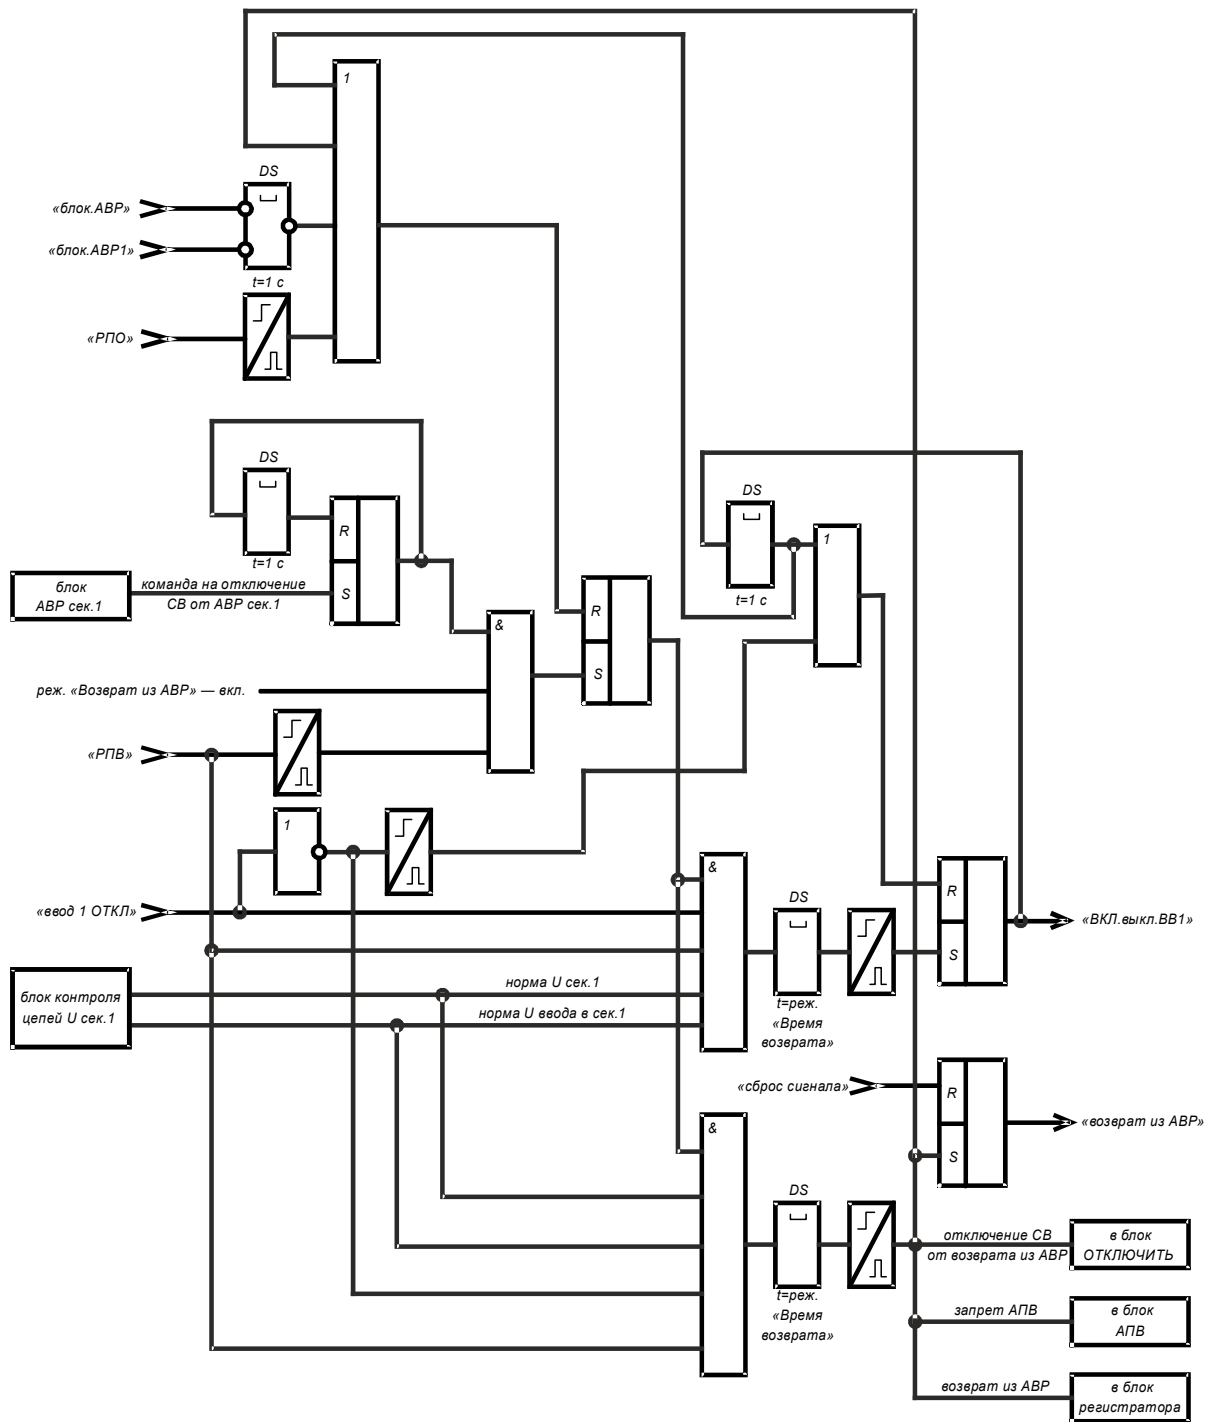 1
DS
«блок.АВР»
«блок.АВР1»
t=1 с
«РПО»
DS
R
t=1 с
S
блок
АВР сек.1
команда на отключение
СВ от АВР сек.1
DS
t=1 с
1
&
R
S
реж. «Возврат из АВР» — вкл.
«РПВ»
1
«ввод 1 ОТКЛ»
&
DS
t=реж.
«Время
возврата»
R
S
«ВКЛ.выкл.ВВ1»
блок контроля
цепей U сек.1
норма U сек.1
норма U ввода в сек.1
«сброс сигнала»
R
S
«возврат из АВР»
&
DS
t=реж.
«Время
возврата»
отключение СВ
от возврата из АВР
в блок
ОТКЛЮЧИТЬ
запрет АПВ
в блок
АПВ
возврат из АВР
в блок
регистратора